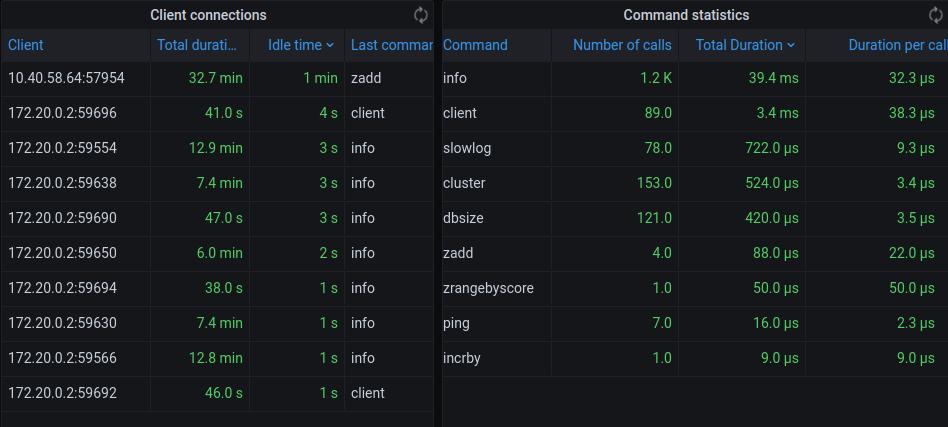 Client connections
Client Total durati... Idle time Last commar
10.40.58.64:57954 32.7 min 1 min zadd
172.20.0.2:59696 41.0 s 4 s client
172.20.0.2:59554 12.9 min 3 s info
172.20.0.2:59638 7.4 min 3 s info
172.20.0.2:59690 47.0 s 3 s info
172.20.0.2:59650 6.0 min 2 s info
172.20.0.2:59694 38.0 s 1 s info
172.20.0.2:59630 7.4 min 1 s info
172.20.0.2:59566 12.8 min 1 s info
172.20.0.2:59692 46.0 s 1 s client
Command statistics
Command Number of calls Total Duration Duration per cal
info 1.2 K 39.4 ms 32.3 µs
client 89.0 3.4 ms 38.3 µs
slowlog 78.0 722.0 µs 9.3 µs
cluster 153.0 524.0 µs 3.4 µs
dbsize 121.0 420.0 µs 3.5 µs
zadd 4.0 88.0 µs 22.0 µs
zrangebyscore 1.0 50.0 µs 50.0 µs
ping 7.0 16.0 µs 2.3 µs
incrby 1.0 9.0 µs 9.0 µs